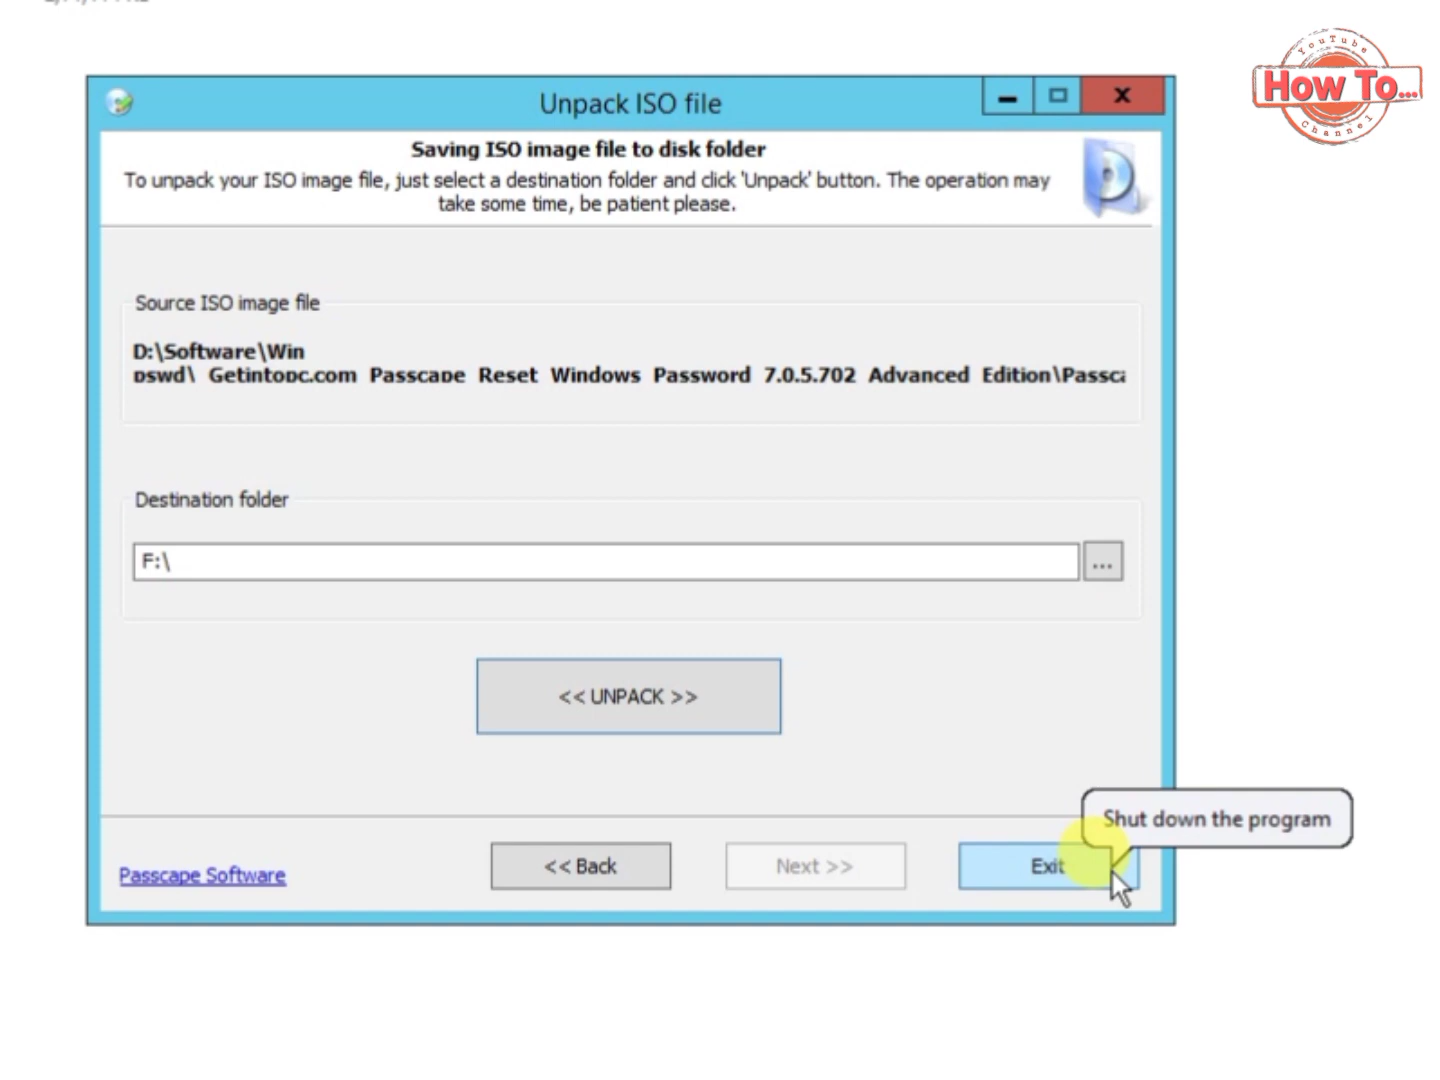 YouTube
How To...
Channel
Unpack ISO file
Saving ISO image file to disk folder
To unpack your ISO image file, just select a destination folder and click 'Unpack' button. The operation may
take some time, be patient please.
Source ISO image file
D:\Software\Win
pswd\ Getintopc.com Passcape Reset Windows Password 7.0.5.702 Advanced Edition\Passca
Destination folder
F:\
...
<< UNPACK >>
Shut down the program
Passcape Software
<< Back
Next >>
Exit